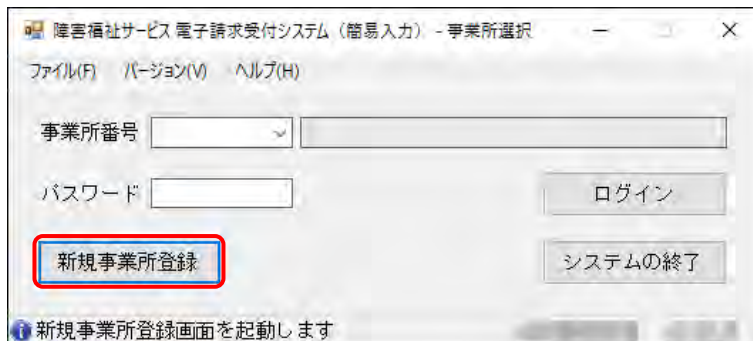 障害福祉サービス 電子請求受付システム（簡易入力） - 事業所選択
ファイル(F) バージョン(V) ヘルプ(H)
事業所番号
パスワード ログイン
新規事業所登録 システムの終了
新規事業所登録画面を起動します